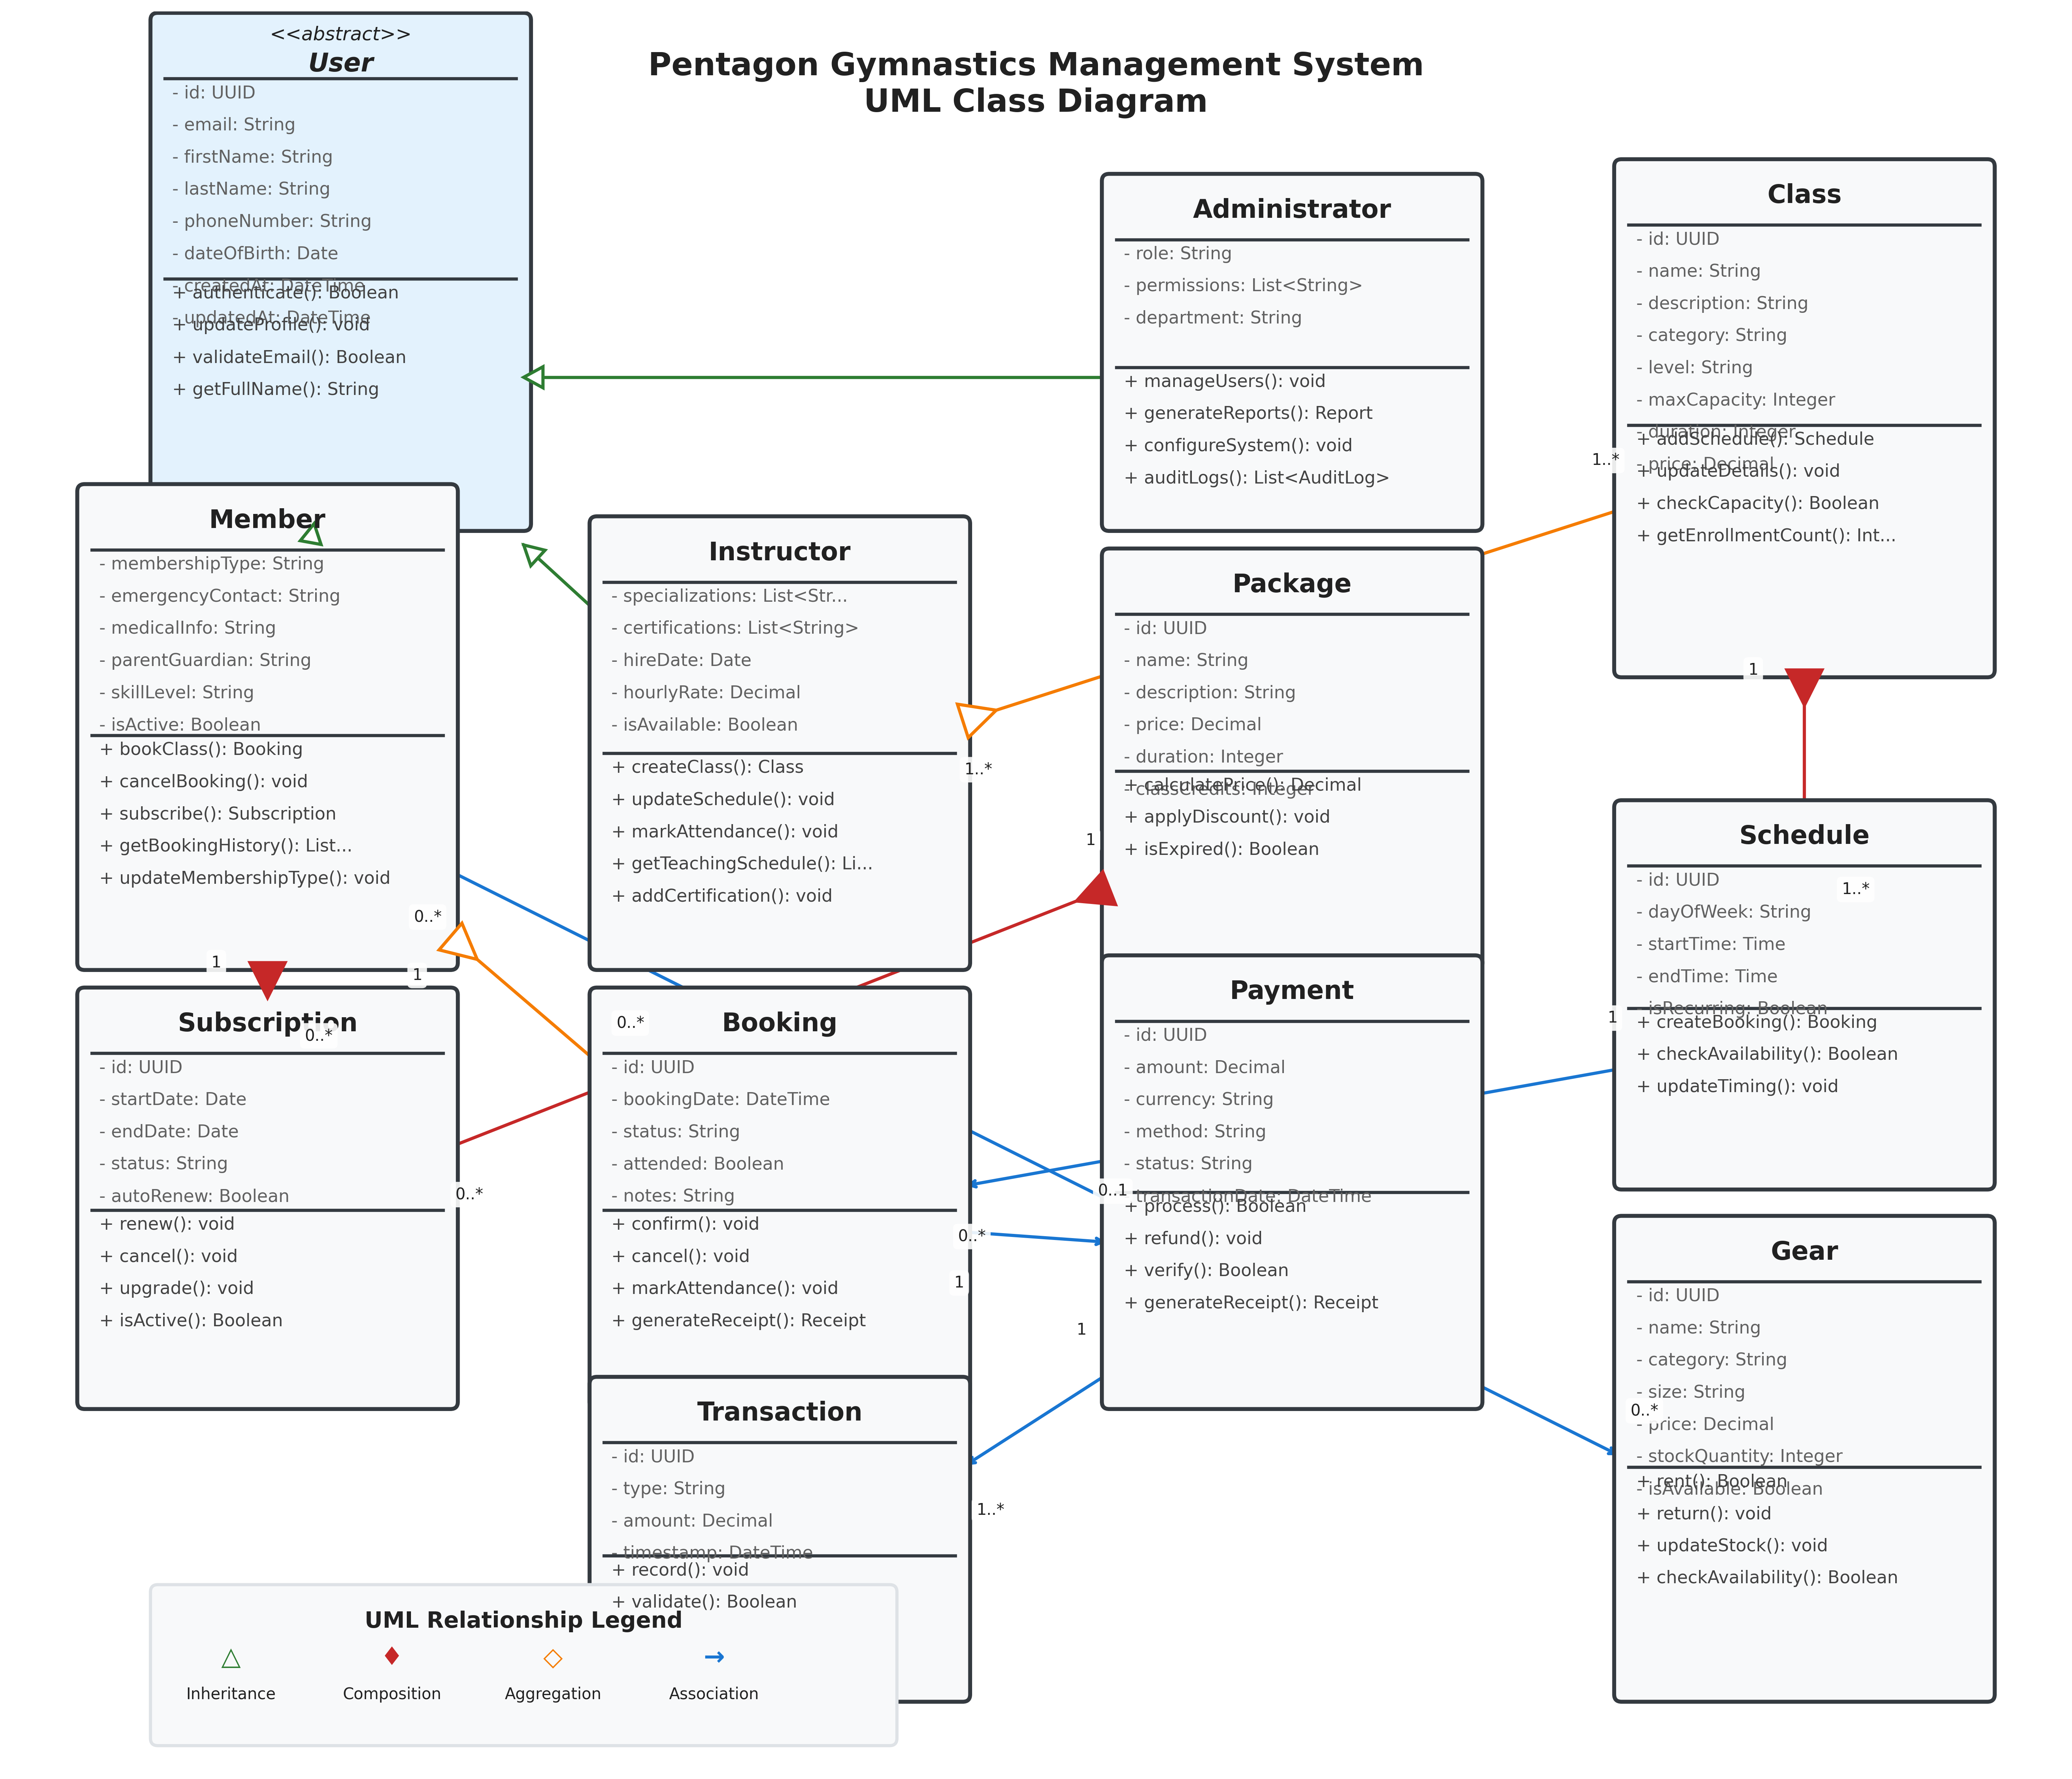 Pentagon Gymnastics Management System
UML Class Diagram
<<abstract>>
User
- id: UUID
- email: String
- firstName: String
- lastName: String
- phoneNumber: String
- dateOfBirth: Date
- createdAt: DateTime
- updatedAt: DateTime
+ authenticate(): Boolean
+ updateProfile(): void
+ validateEmail(): Boolean
+ getFullName(): String
Administrator
- role: String
- permissions: List<String>
- department: String
+ manageUsers(): void
+ generateReports(): Report
+ configureSystem(): void
+ auditLogs(): List<AuditLog>
Class
- id: UUID
- name: String
- description: String
- category: String
- level: String
- maxCapacity: Integer
- duration: Integer
- price: Decimal
+ addSchedule(): Schedule
+ updateDetails(): void
+ checkCapacity(): Boolean
+ getEnrollmentCount(): Int...
1..*
1
Member
- membershipType: String
- emergencyContact: String
- medicalInfo: String
- parentGuardian: String
- skillLevel: String
- isActive: Boolean
+ bookClass(): Booking
+ cancelBooking(): void
+ subscribe(): Subscription
+ getBookingHistory(): List...
+ updateMembershipType(): void
0..*
1
1
Instructor
- specializations: List<Str...
- certifications: List<String>
- hireDate: Date
- hourlyRate: Decimal
- isAvailable: Boolean
+ createClass(): Class
+ updateSchedule(): void
+ markAttendance(): void
+ getTeachingSchedule(): Li...
+ addCertification(): void
1..*
Package
- id: UUID
- name: String
- description: String
- price: Decimal
- duration: Integer
- classCredits: Integer
+ calculatePrice(): Decimal
+ applyDiscount(): void
+ isExpired(): Boolean
1
Schedule
- id: UUID
1..*
- dayOfWeek: String
- startTime: Time
- endTime: Time
- isRecurring: Boolean
+ createBooking(): Booking
+ checkAvailability(): Boolean
+ updateTiming(): void
1
Subscription
0..*
- id: UUID
- startDate: Date
- endDate: Date
- status: String
- autoRenew: Boolean
+ renew(): void
+ cancel(): void
+ upgrade(): void
+ isActive(): Boolean
0..*
0..*
Booking
- id: UUID
- bookingDate: DateTime
- status: String
- attended: Boolean
- notes: String
+ confirm(): void
+ cancel(): void
+ markAttendance(): void
+ generateReceipt(): Receipt
0..*
1
Payment
- id: UUID
- amount: Decimal
- currency: String
- method: String
- status: String
0..1
- transactionDate: DateTime
+ process(): Boolean
+ refund(): void
+ verify(): Boolean
+ generateReceipt(): Receipt
1
Gear
- id: UUID
- name: String
- category: String
- size: String
0..*
- price: Decimal
- stockQuantity: Integer
- isAvailable: Boolean
+ rent(): Boolean
+ return(): void
+ updateStock(): void
+ checkAvailability(): Boolean
Transaction
- id: UUID
- type: String
- amount: Decimal
- timestamp: DateTime
+ record(): void
+ validate(): Boolean
1..*
UML Relationship Legend
Inheritance
Composition
Aggregation
Association